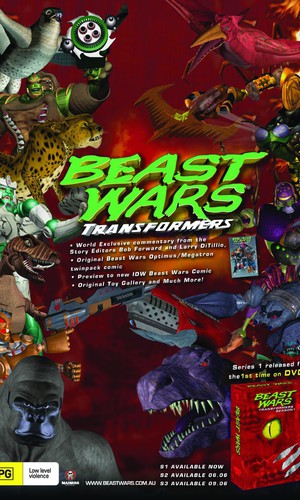 BEAST
WARS
TRANSFORMERS
• World Exclusive commentary from the
Story Editors Bob Forward and Larry DiTillio,
• Original Beast Wars Optimus/Megatron
twinpack comic
• Preview to new IDW Beast Wars Comic
• Original Toy Gallery and Much More!
Series 1 released f
the 1st time on DVD
BEAST
WARS
TRANSFORMERS
PG
Low level
violence
MADMAN
WWW.BEASTWARS.COM.AU
S1 AVAILABLE NOW
S2 AVAILABLE 06.06
S3 AVAILABLE 09.06